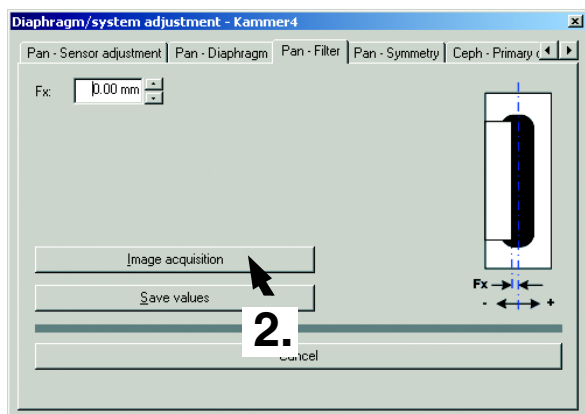 Diaphragm/system adjustment - Kammer4
Pan - Sensor adjustment Pan - Diaphragm Pan - Filter Pan - Symmetry Ceph - Primary
Fx: 0.00 mm
Image acquisition
Save values
Fx
- +
2.